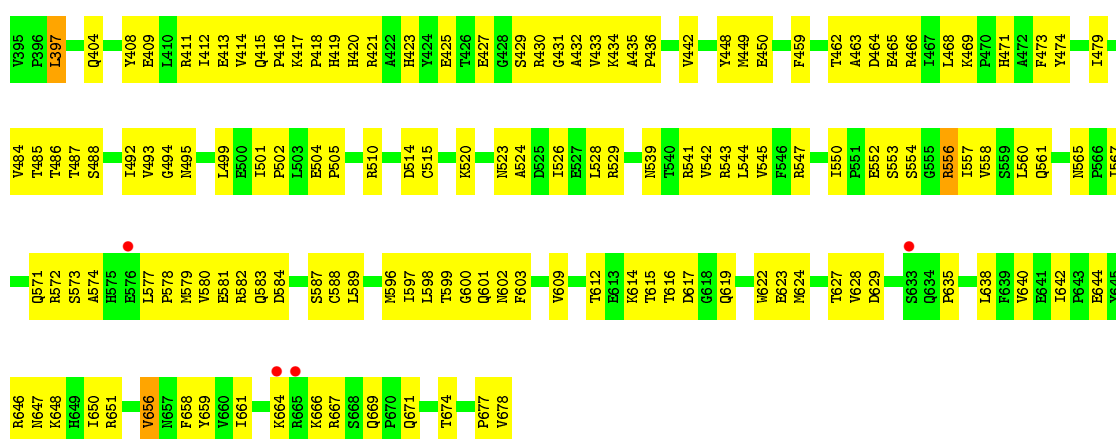 V395 P396 L397 Q404 Y408 E409 L410 R411 I412 E413 V414 Q415 P416 K417 P418 H419 H420 R421 A422 H423 Y424 E425 T426 E427 G428 S429 R430 G431 A432 V433 K434 A435 P436 V442 Y448 M449 E450 F459 T462 A463 D464 E465 R466 I467 L468 K469 P470 H471 A472 F473 Y474 I479
V484 T485 T486 T487 S488 I492 V493 G494 N495 L499 E500 I501 P502 L503 E504 P505 R510 D514 C515 K520 N523 A524 D525 I526 E527 L528 R529 N539 T540 R541 V542 R543 L544 V545 F546 R547 I550 P551 E552 S553 S554 G555 R556 I557 V558 S559 L560 Q561 N565 P566 I567
Q571 R572 S573 A574 H575 E576 L577 P578 M579 V580 E581 R582 Q583 D584 S587 C588 L589 M596 I597 L598 T599 G600 Q601 N602 F603 V609 T612 E613 K614 T615 T616 D617 G618 Q619 W622 E623 M624 T627 V628 D629 S633 Q634 P635 L638 F639 V640 E641 I642 P643 E644 Y645
R646 N647 K648 H649 I650 R651 V656 N657 F658 Y659 V660 I661 K664 R665 K666 R667 S668 Q669 P670 Q671 T674 P677 V678